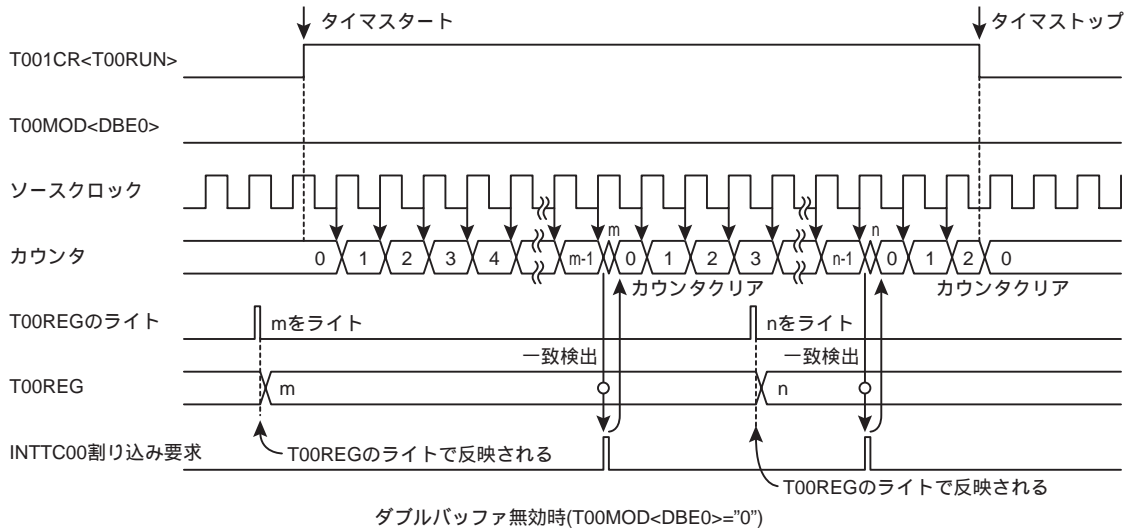 タイマスタート
タイマストップ
T001CR<T00RUN>
T00MOD<DBE0>
ソースクロック
カウンタ
0 1 2 3 4 m-1 m 0 1 2 3 n-1 n 0 1 2 0
カウンタクリア
カウンタクリア
T00REGのライト
mをライト
nをライト
一致検出
一致検出
T00REG
m
n
INTTC00割り込み要求
T00REGのライトで反映される
T00REGのライトで反映される
ダブルバッファ無効時(T00MOD<DBE0>="0")